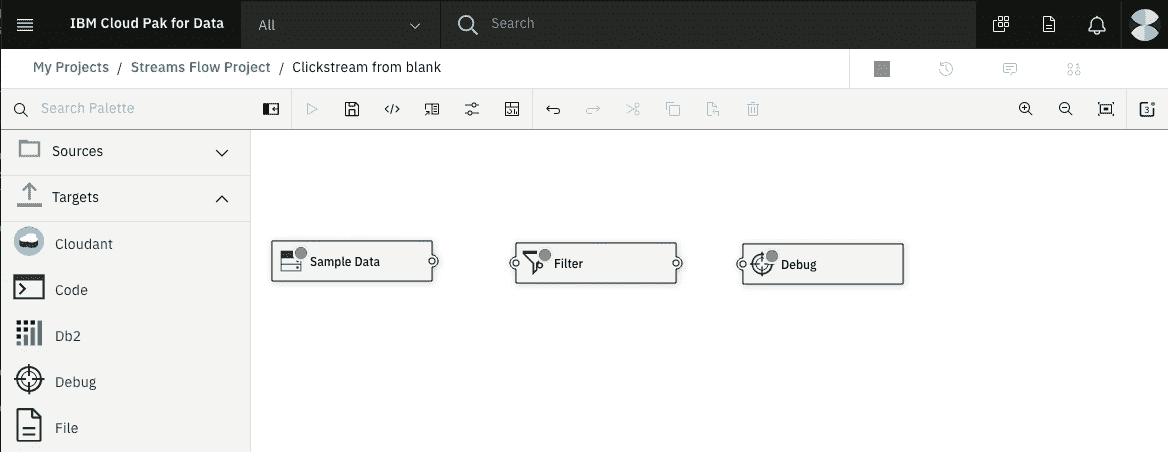 IBM Cloud Pak for Data All Search
My Projects / Streams Flow Project / Clickstream from blank
Search Palette
3
Sources
Targets
Cloudant
Code
Db2
Debug
File
Sample Data
Filter
Debug